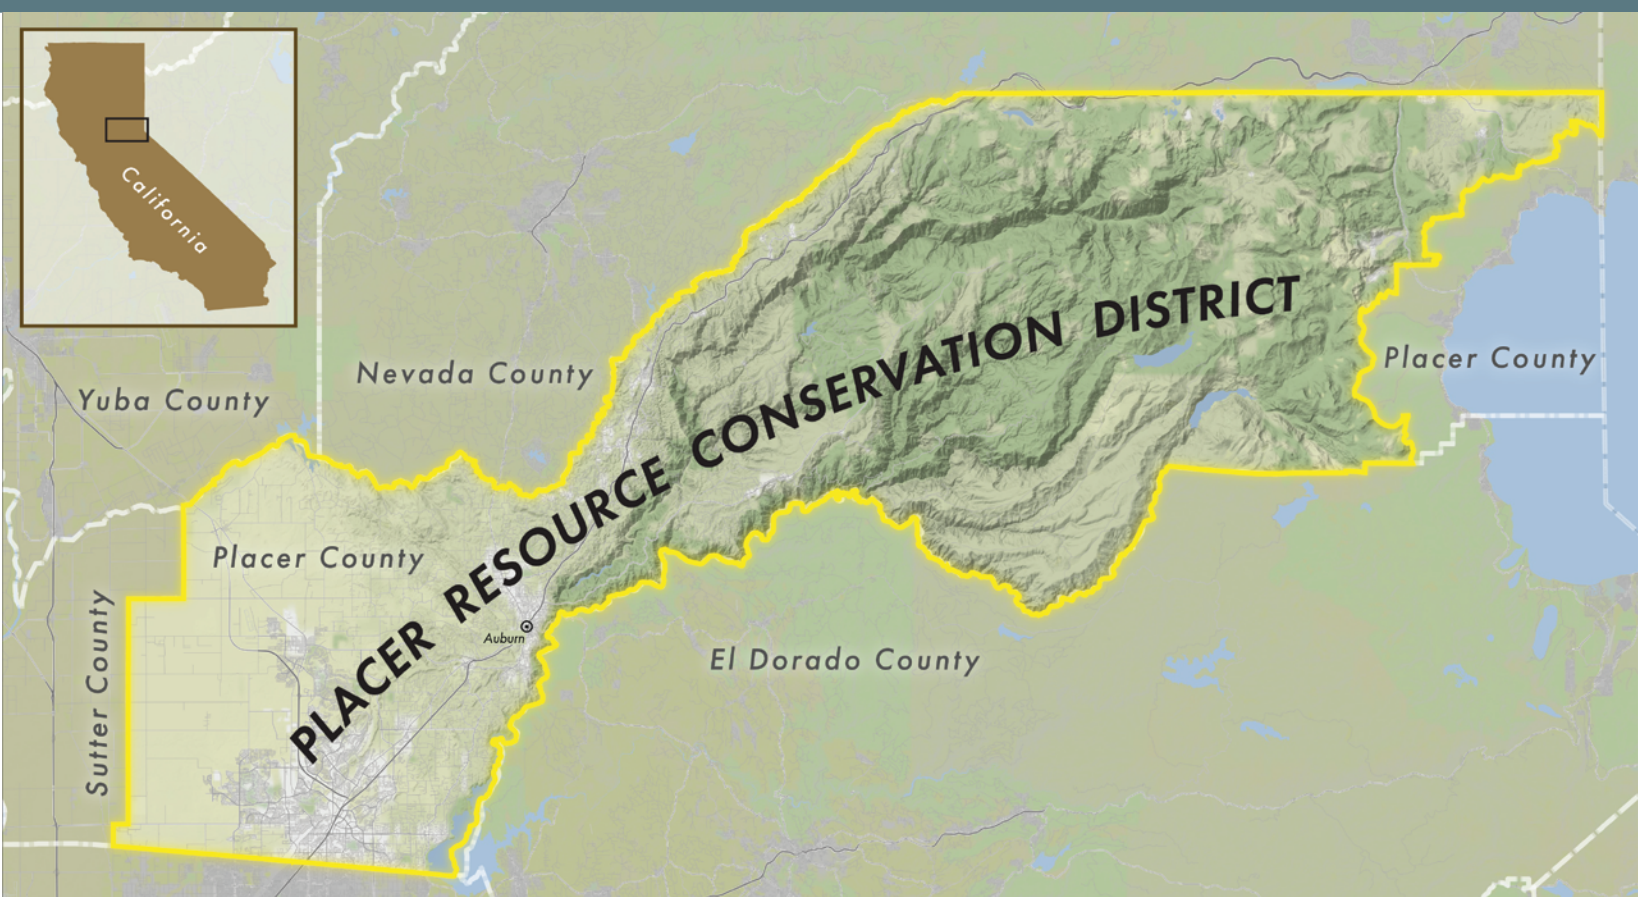 California
Nevada County
Yuba County
Placer County
PLACER RESOURCE CONSERVATION DISTRICT
Placer County
Sutter County
Auburn
El Dorado County